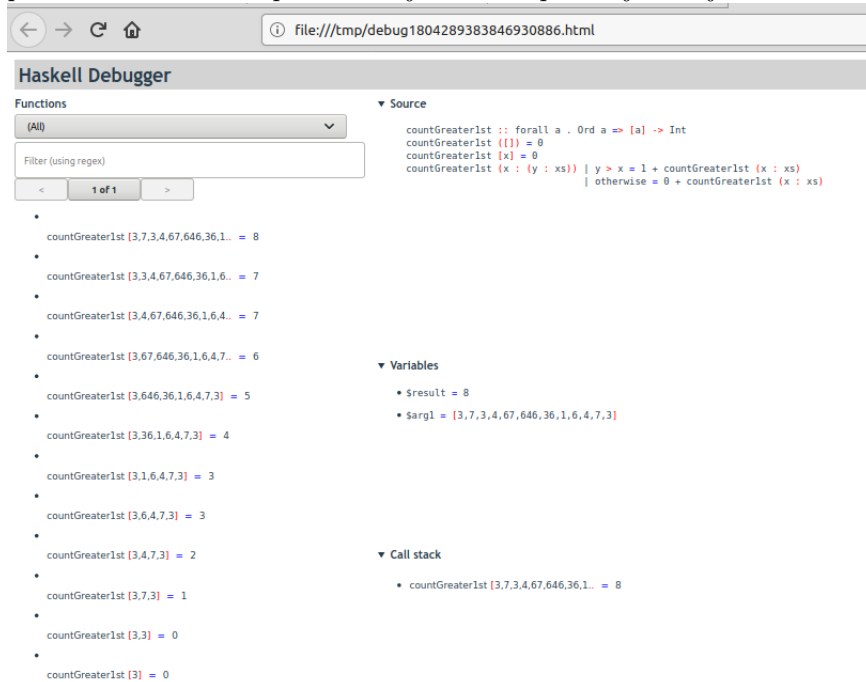 file:///tmp/debug1804289383846930886.html
Haskell Debugger
Functions
(All)
Filter (using regex)
< 1 of 1 >
countGreater1st [3,7,3,4,67,646,36,1.. = 8
countGreater1st [3,3,4,67,646,36,1,6.. = 7
countGreater1st [3,4,67,646,36,1,6,4.. = 7
countGreater1st [3,67,646,36,1,6,4,7.. = 6
countGreater1st [3,646,36,1,6,4,7,3] = 5
countGreater1st [3,36,1,6,4,7,3] = 4
countGreater1st [3,1,6,4,7,3] = 3
countGreater1st [3,6,4,7,3] = 3
countGreater1st [3,4,7,3] = 2
countGreater1st [3,7,3] = 1
countGreater1st [3,3] = 0
countGreater1st [3] = 0
▾ Source
countGreater1st :: forall a . Ord a => [a] -> Int
countGreater1st ([]) = 0
countGreater1st [x] = 0
countGreater1st (x : (y : xs)) | y > x = 1 + countGreater1st (x : xs)
| otherwise = 0 + countGreater1st (x : xs)
▾ Variables
• $result = 8
• $arg1 = [3,7,3,4,67,646,36,1,6,4,7,3]
▾ Call stack
• countGreater1st [3,7,3,4,67,646,36,1.. = 8